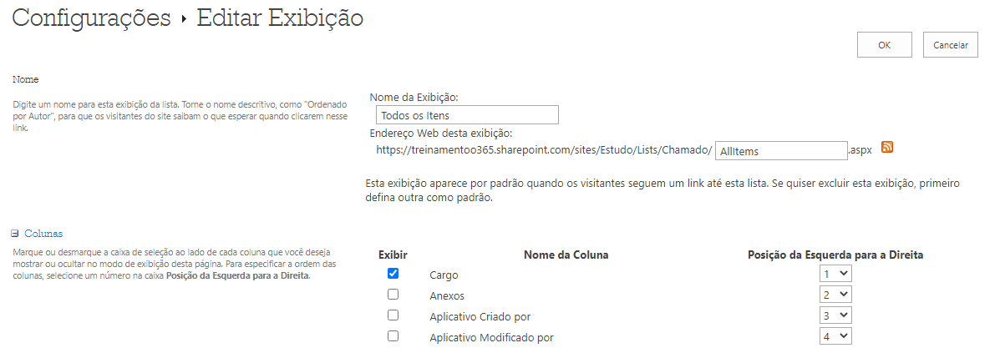 Configurações ▸ Editar Exibição
OK Cancelar
Nome
Digite um nome para esta exibição da lista. Torne o nome descritivo, como "Ordenado
por Autor", para que os visitantes do site saibam o que esperar quando clicarem nesse
link.
Nome da Exibição:
Todos os Itens
Endereço Web desta exibição:
https://treinamentoo365.sharepoint.com/sites/Estudo/Lists/Chamado/ AllItems .aspx
Esta exibição aparece por padrão quando os visitantes seguem um link até esta lista. Se quiser excluir esta exibição, primeiro
defina outra como padrão.
Colunas
Marque ou desmarque a caixa de seleção ao lado de cada coluna que você deseja
mostrar ou ocultar no modo de exibição desta página. Para especificar a ordem das
colunas, selecione um número na caixa Posição da Esquerda para a Direita.
Exibir Nome da Coluna Posição da Esquerda para a Direita
Cargo 1
Anexos 2
Aplicativo Criado por 3
Aplicativo Modificado por 4